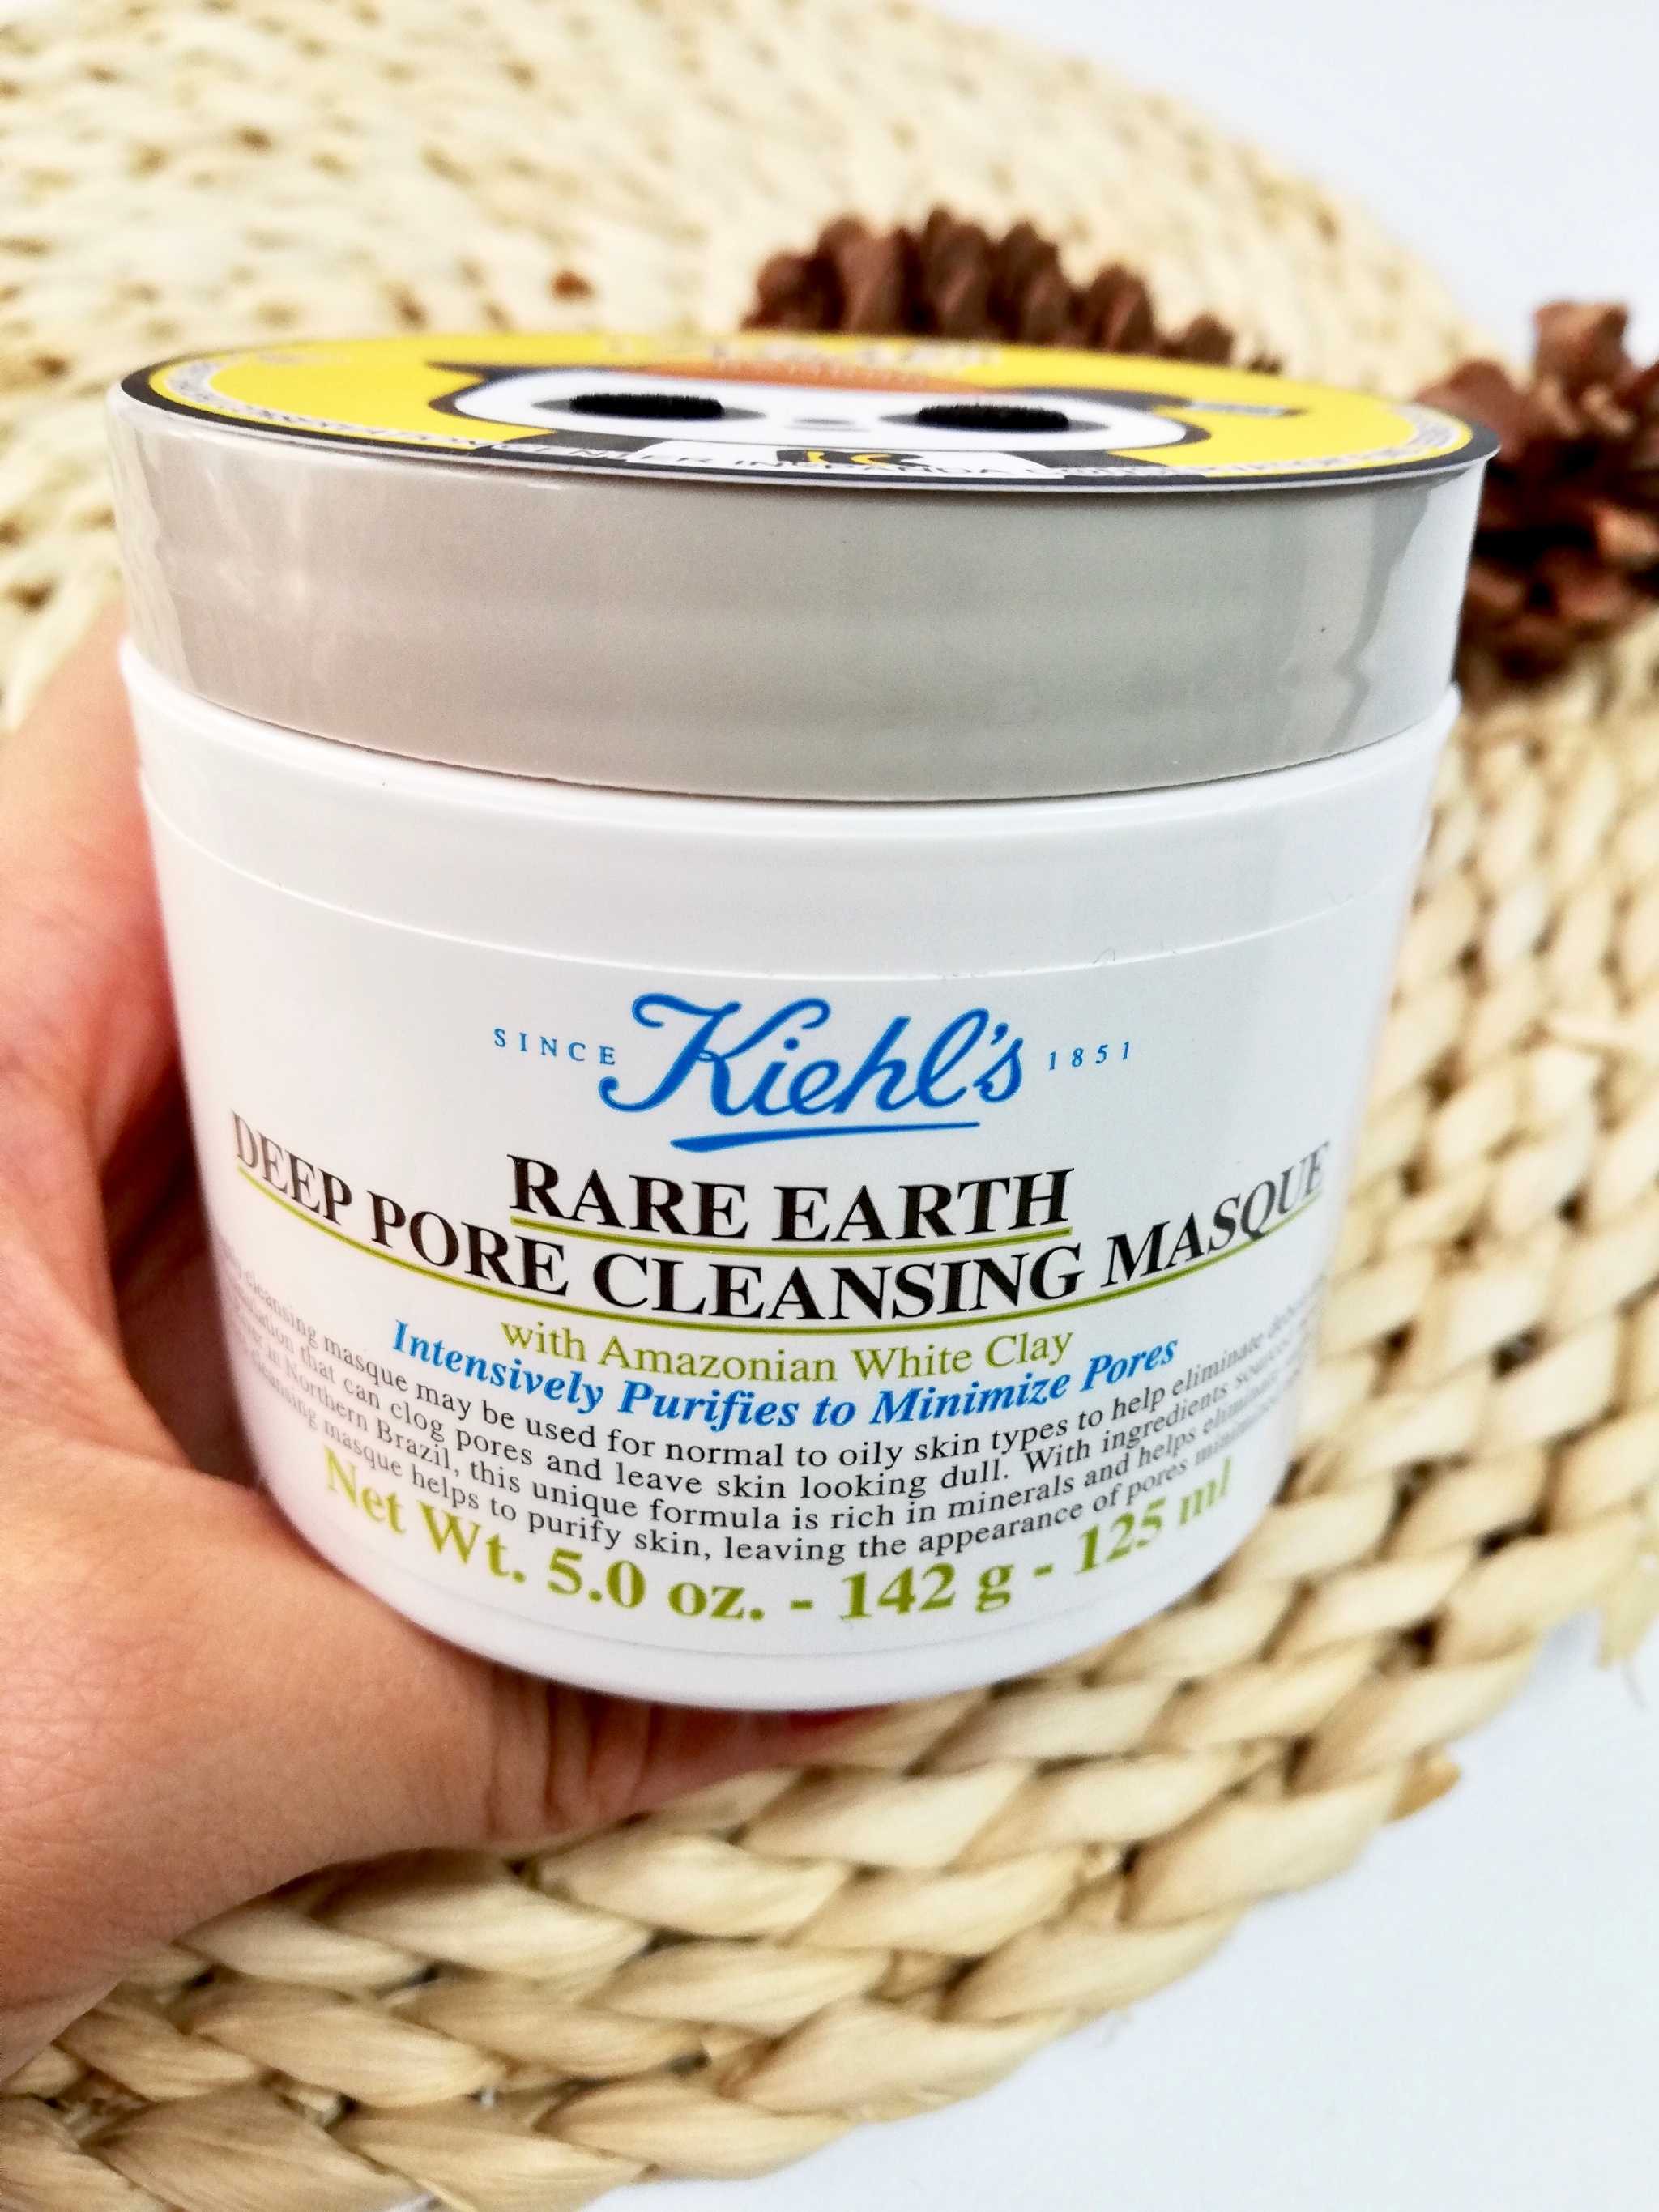 SINCE Kiehl's 1851
RARE EARTH
DEEP PORE CLEANSING MASQUE
with Amazonian White Clay
Intensively Purifies to Minimize Pores
cleansing masque may be used for normal to oily skin types to help eliminate
that can clog pores and leave skin looking dull. With ingredients
in Northern Brazil, this unique formula is rich in minerals and helps
masque helps to purify skin, leaving the appearance of pores
Net Wt. 5.0 oz. - 142 g - 125 ml